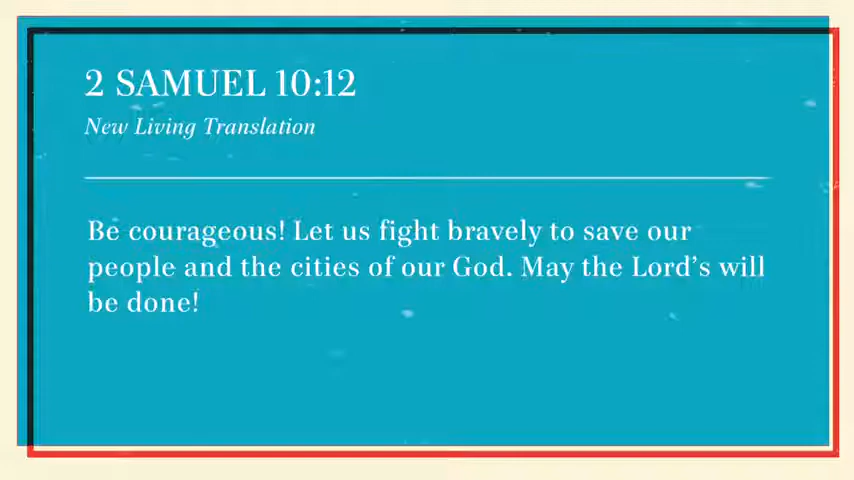 2 SAMUEL 10:12
New Living Translation
Be courageous! Let us fight bravely to save our
people and the cities of our God. May the Lord’s will
be done!